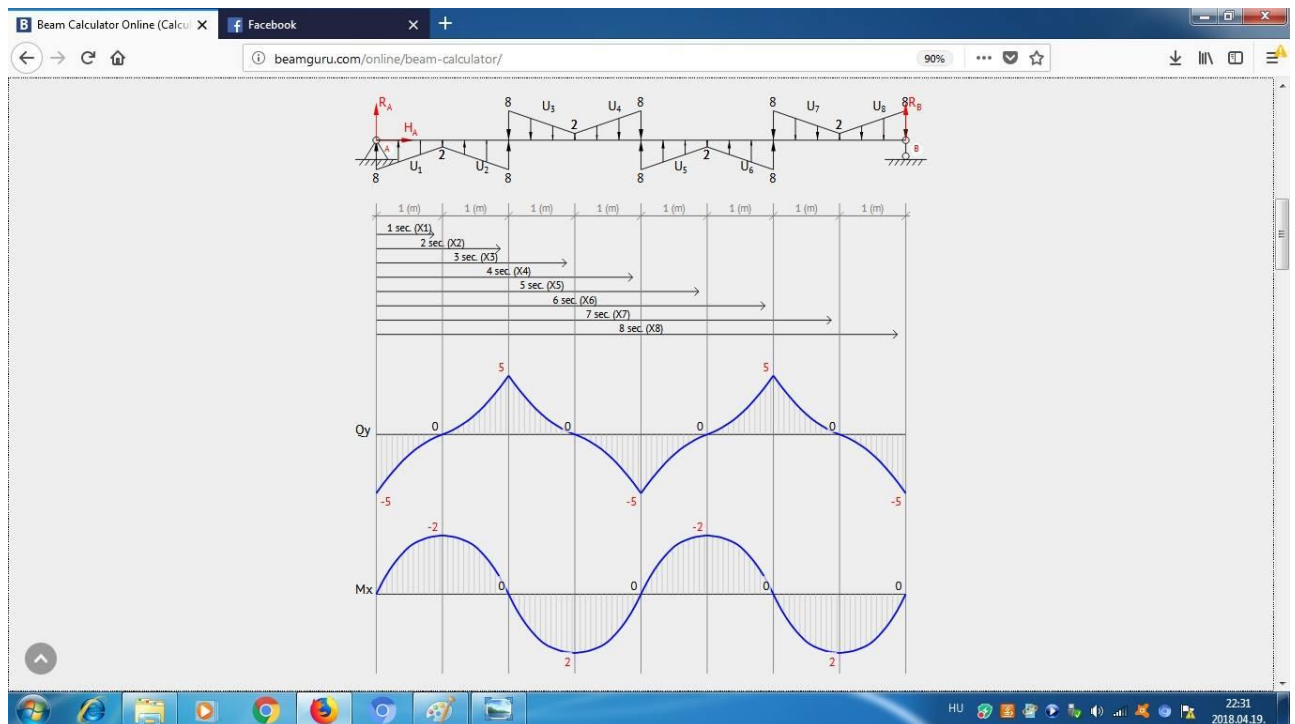 B Beam Calculator Online (Calcul
Facebook
beamguru.com/online/beam-calculator/
90%
RA
HA
A
8 U3 U4 8
2
8 U7 U8 8 RB
2
B
2
U1 U2
8 8
2
U5 U6
8 8
1 (m) 1 (m) 1 (m) 1 (m) 1 (m) 1 (m) 1 (m) 1 (m)
1 sec. (X1)
2 sec. (X2)
3 sec. (X3)
4 sec. (X4)
5 sec. (X5)
6 sec. (X6)
7 sec. (X7)
8 sec. (X8)
5 5
Qy 0 0 0 0
-5 -5 -5
-2 -2
Mx 0 0 0 0
2 2
HU
22:31
2018.04.19.